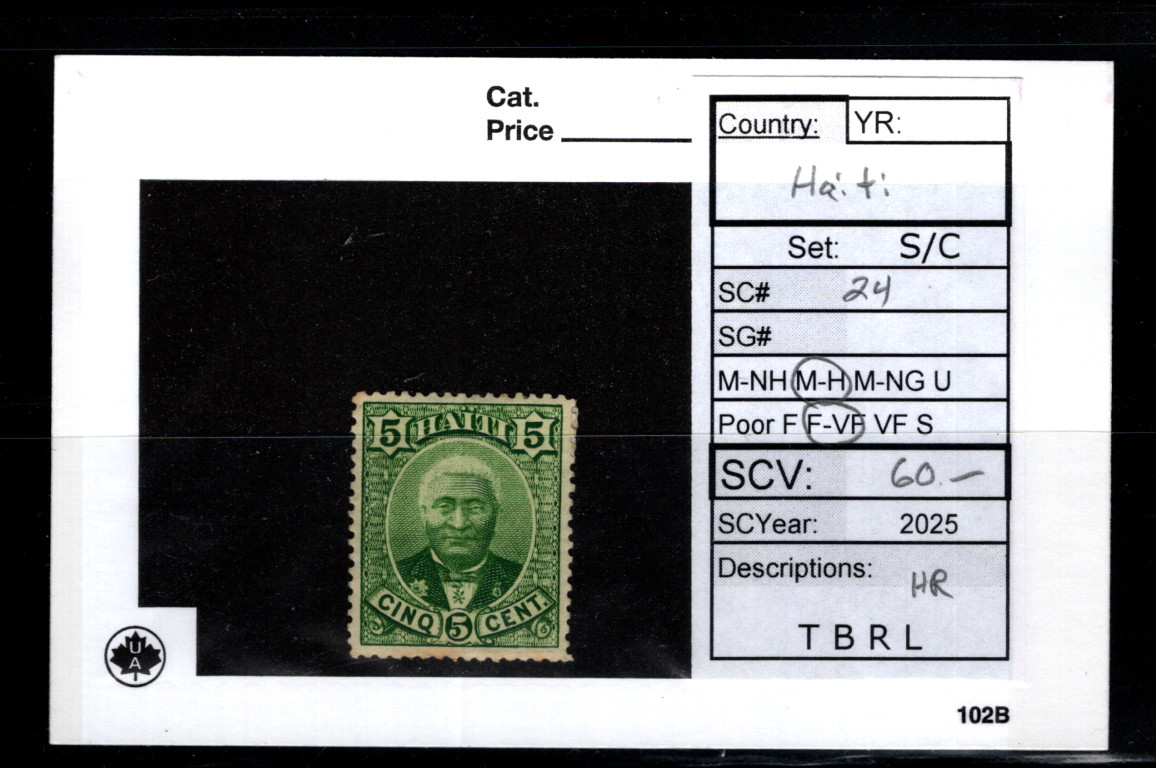 Cat.
Price
Country: YR:
Haiti
Set: S/C
SC# 24
SG#
M-NH M-H M-NG U
Poor F F-VF VF S
SCV: 60.—
SCYear: 2025
Descriptions:
HR
T B R L
5 HAÏTI 5
CINQ 5 CENT.
U
A
102B